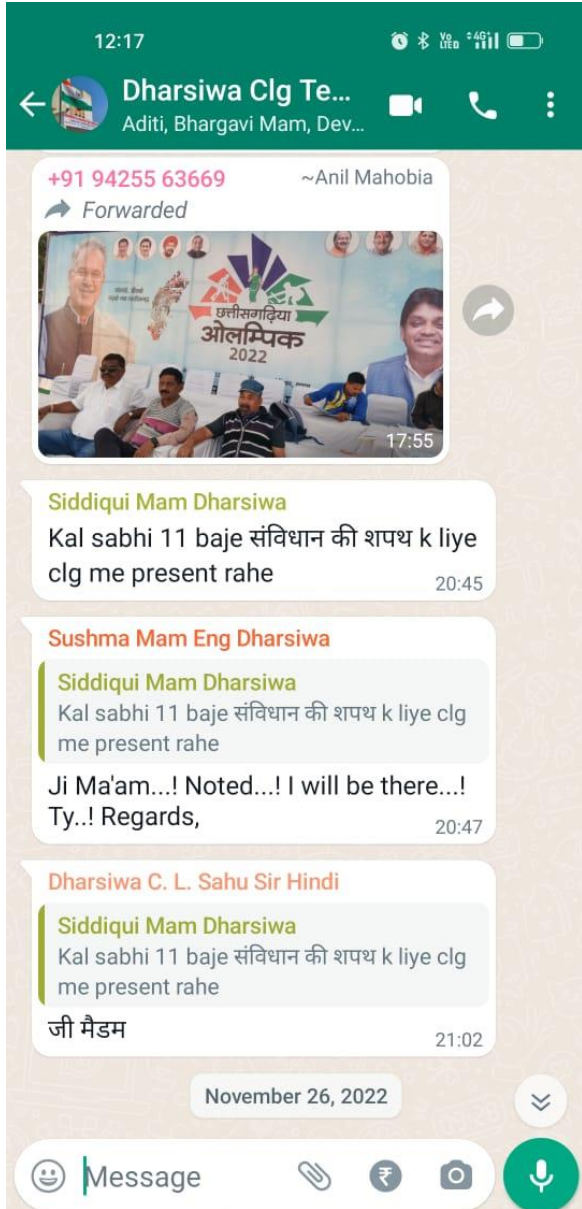 12:17
Vo LTED 4G
Dharsiwa Clg Te...
Aditi, Bhargavi Mam, Dev...
+91 94255 63669 ~Anil Mahobia
Forwarded
छत्तीसगढ़िया
ओलम्पिक
2022
17:55
Siddiqui Mam Dharsiwa
Kal sabhi 11 baje संविधान की शपथ k liye
clg me present rahe
20:45
Sushma Mam Eng Dharsiwa
Siddiqui Mam Dharsiwa
Kal sabhi 11 baje संविधान की शपथ k liye clg
me present rahe
Ji Ma'am...! Noted...! I will be there...!
Ty..! Regards,
20:47
Dharsiwa C. L. Sahu Sir Hindi
Siddiqui Mam Dharsiwa
Kal sabhi 11 baje संविधान की शपथ k liye clg
me present rahe
जी मैडम
21:02
November 26, 2022
Message
₹